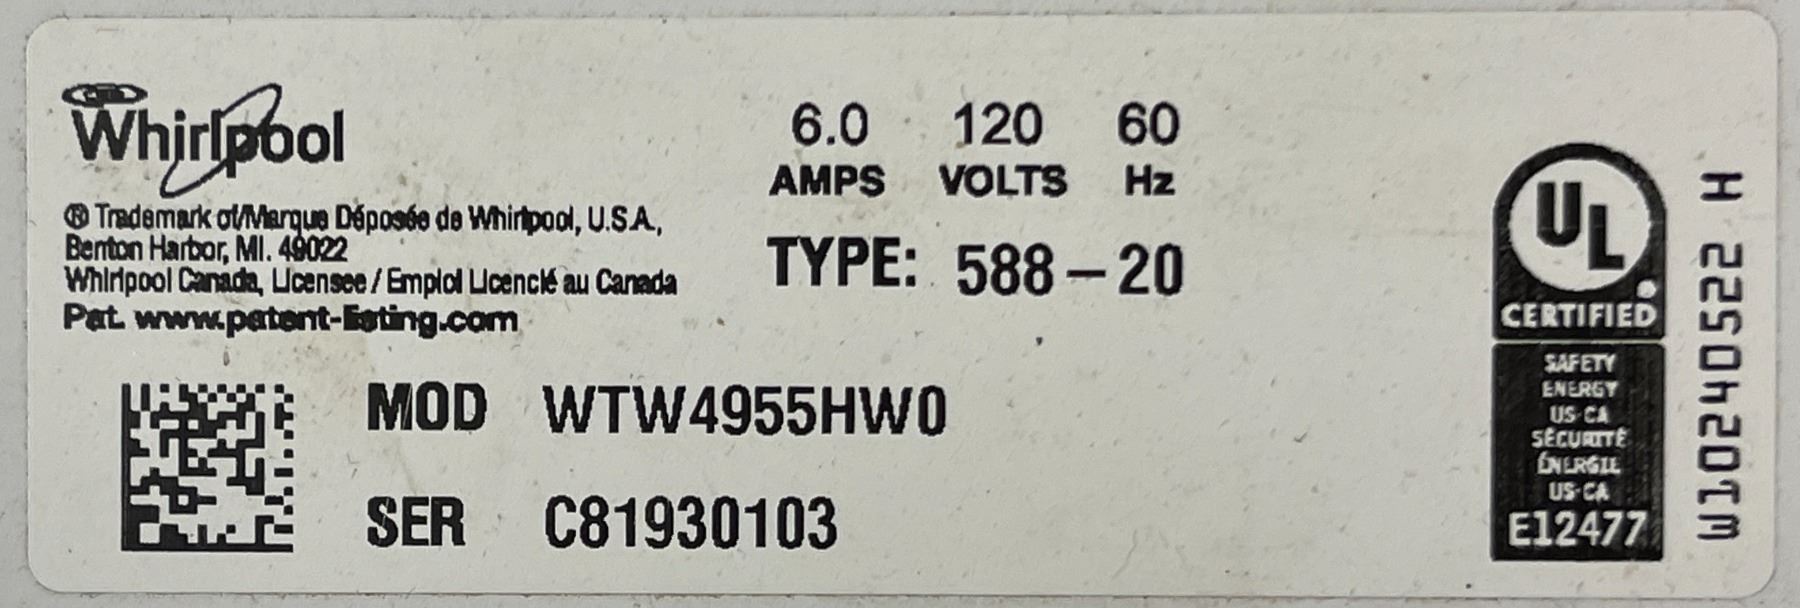 Whirlpool
® Trademark of/Marque Déposée de Whirlpool, U.S.A.,
Benton Harbor, MI. 49022
Whirlpool Canada, Licensee / Emploi Licencié au Canada
Pat. www.patent-listing.com
6.0 120 60
AMPS VOLTS Hz
TYPE: 588-20
MOD WTW4955HW0
SER C81930103
UL
CERTIFIED
SAFETY
ENERGY
US-CA
SÉCURITÉ
ÉNERGIE
US-CA
E12477
W10240522 H